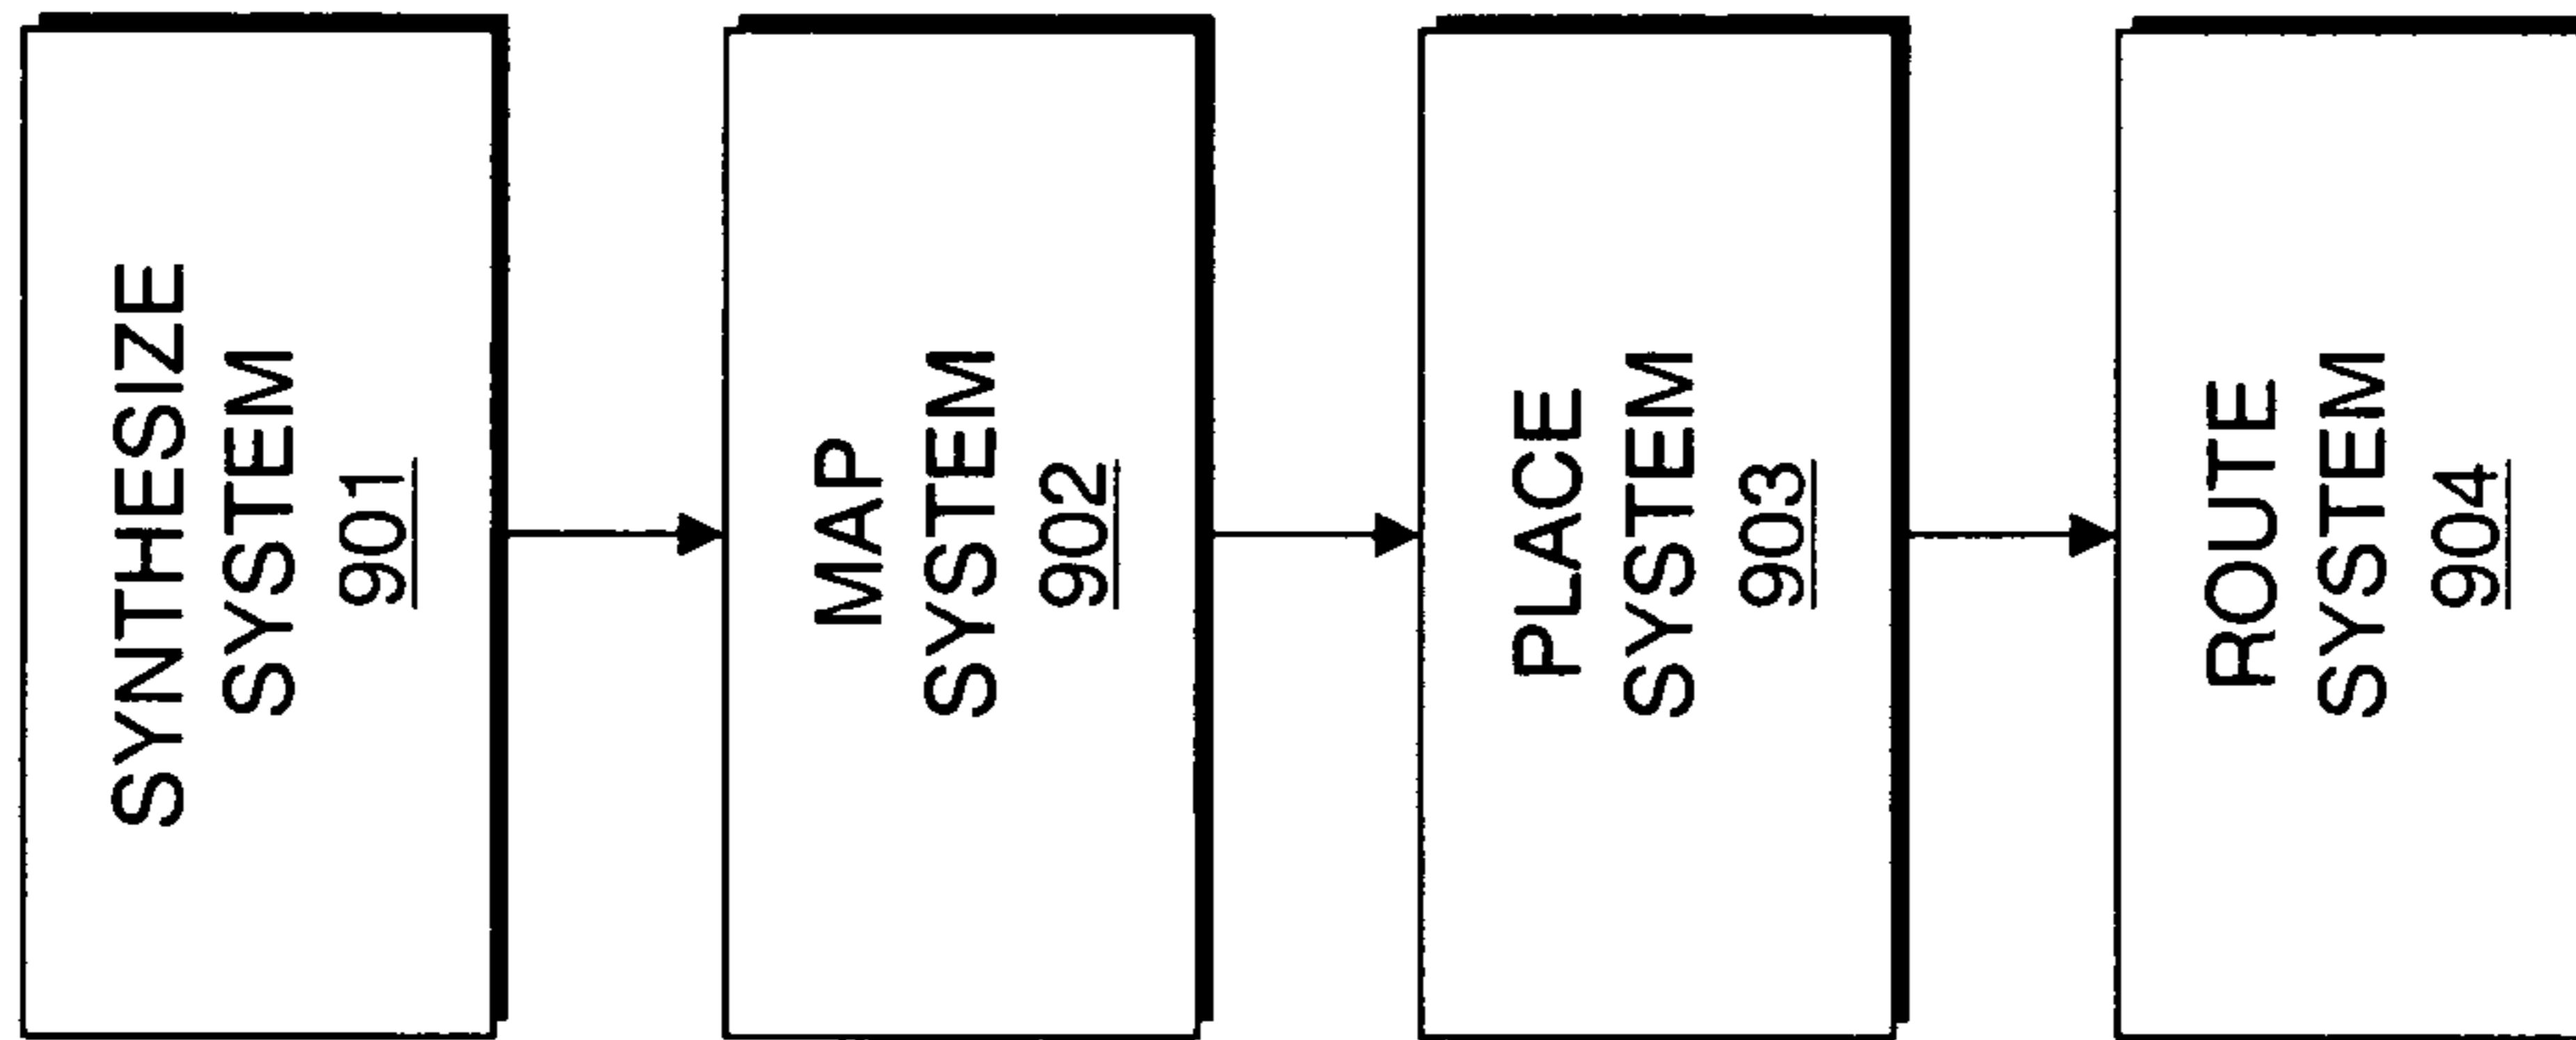 SYNTHESIZE
SYSTEM
901
MAP
SYSTEM
902
PLACE
SYSTEM
903
ROUTE
SYSTEM
904